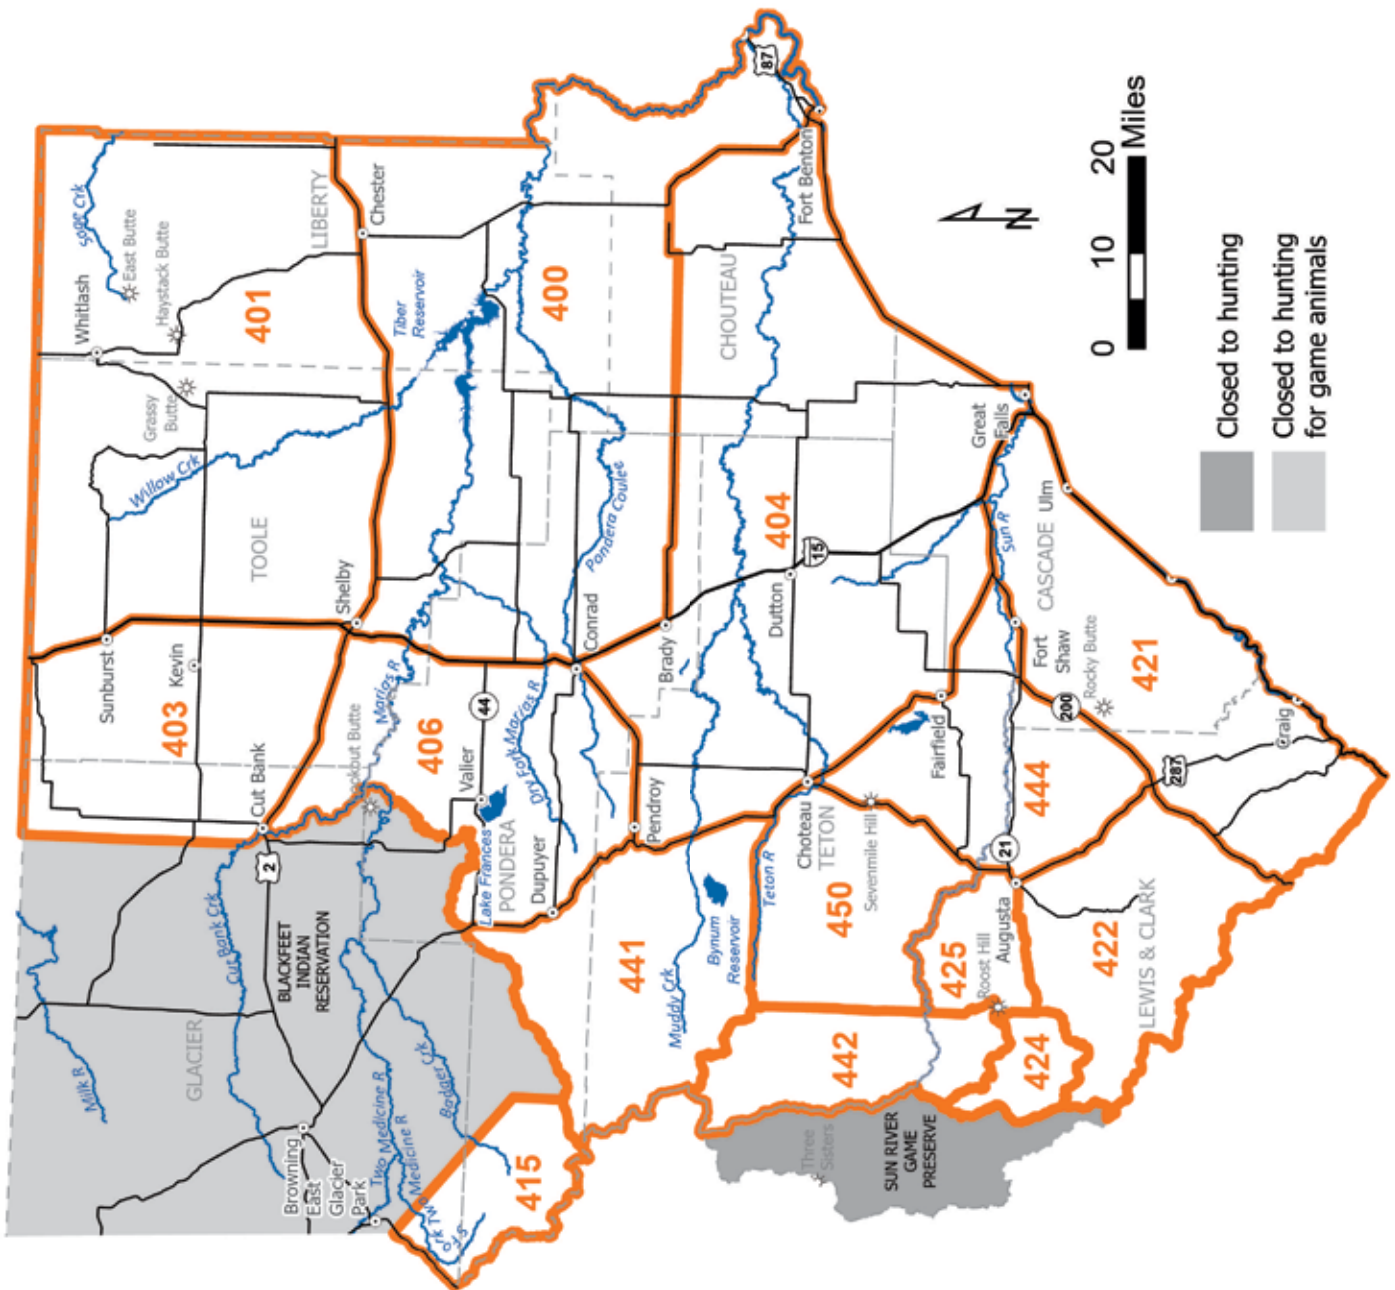 87
Sage Crk
East Butte
Haystack Butte
Whitlash
LIBERTY
Chester
401
Grassy
Butte
Tiber
Reservoir
400
Fort Benton
CHOUTEAU
Willow Crk
TOOLE
Shelby
Sunburst
Kevin
403
Cut Bank
Marias R
406
44
Valier
Dry Fork Marias R
Conrad
Pondera Coulee
Brady
Dutton
15
404
Great
Falls
Ulm
Sun R
CASCADE
Fort
Shaw
Rocky Butte
200
421
Craig
287
Fairfield
444
21
Augusta
Choteau
TETON
Sevenmile Hill
450
Teton R
Pendroy
Lake Frances
PONDERA
Dupuyer
441
Bynum
Reservoir
Muddy Crk
425
Roost Hill
422
LEWIS & CLARK
424
442
SUN RIVER
GAME
PRESERVE
Three
Sisters
415
2
Cut Bank Crk
BLACKFEET
INDIAN
RESERVATION
GLACIER
Milk R
Browning
East
Glacier
Park
Two Medicine R
Medicine R
Badger Crk
N
0 10 20 Miles
Closed to hunting
Closed to hunting
for game animals